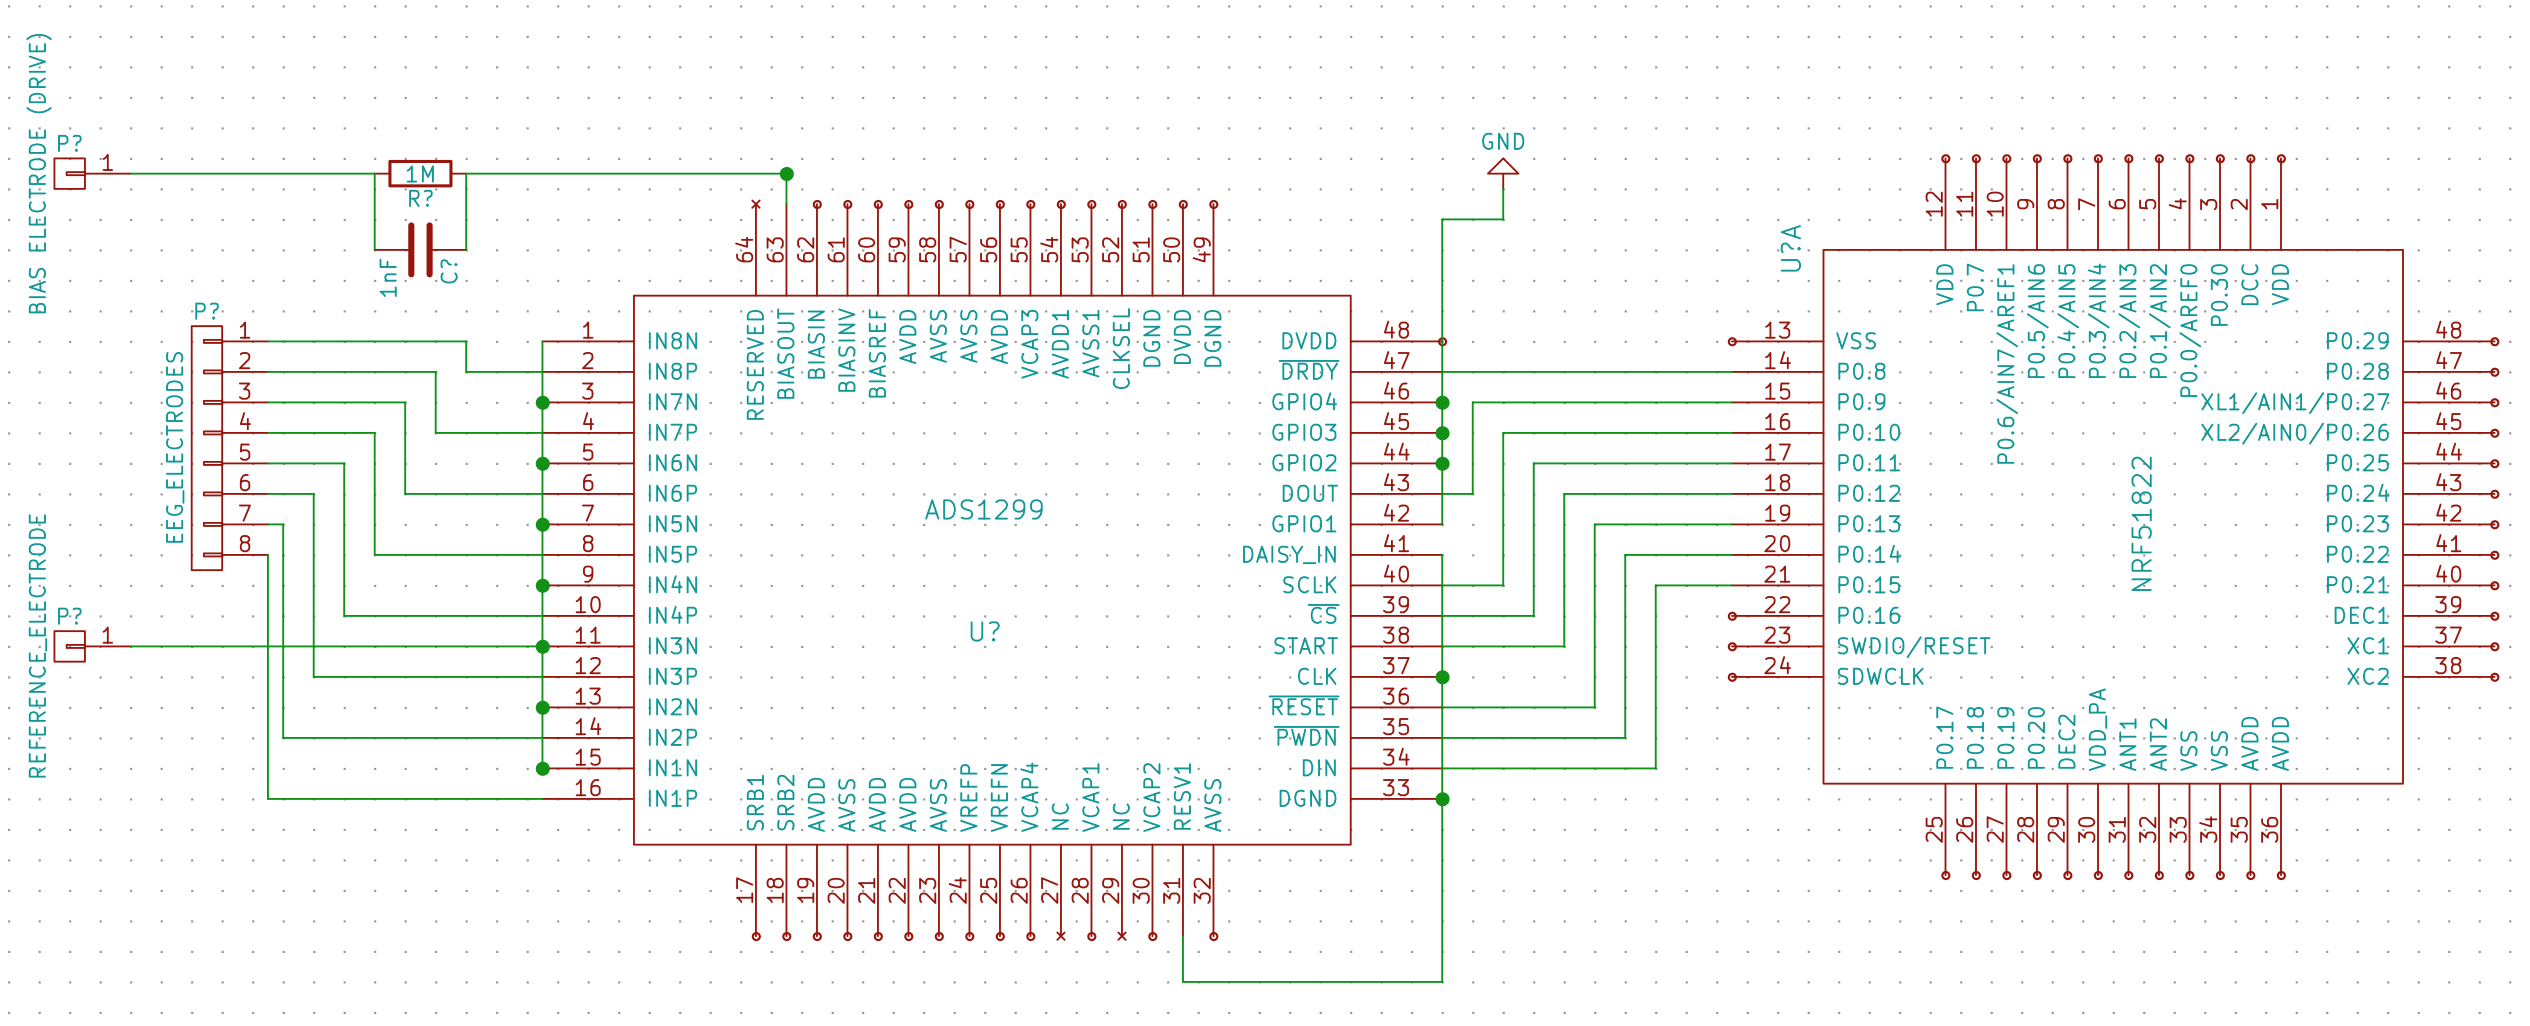 BIAS ELECTRODE (DRIVE)
P?
1
1M
R?
1nF
C?
GND
P?
EEG_ELECTRODES
1
2
3
4
5
6
7
8
REFERENCE_ELECTRODE
P?
1
64 RESERVED
63 BIASOUT
62 BIASIN
61 BIASINV
60 BIASREF
59 AVDD
58 AVSS
57 AVSS
56 AVDD
55 VCAP3
54 AVDD1
53 AVSS1
52 CLKSEL
51 DGND
50 DVDD
49 DGND
1 IN8N
2 IN8P
3 IN7N
4 IN7P
5 IN6N
6 IN6P
7 IN5N
8 IN5P
9 IN4N
10 IN4P
11 IN3N
12 IN3P
13 IN2N
14 IN2P
15 IN1N
16 IN1P
ADS1299
U?
DVDD 48
DRDY 47
GPIO4 46
GPIO3 45
GPIO2 44
DOUT 43
GPIO1 42
DAISY_IN 41
SCLK 40
CS 39
START 38
CLK 37
RESET 36
PWDN 35
DIN 34
DGND 33
SRB1 17
SRB2 18
AVDD 19
AVSS 20
AVDD 21
AVDD 22
AVSS 23
VREFP 24
VREFN 25
VCAP4 26
NC 27
VCAP1 28
NC 29
VCAP2 30
RESV1 31
AVSS 32
U?A
12 VDD
11 P0.7
10 P0.6/AIN7/AREF1
9 P0.5/AIN6
8 P0.4/AIN5
7 P0.3/AIN4
6 P0.2/AIN3
5 P0.1/AIN2
4 P0.0/AREF0
3 P0.30
2 DCC
1 VDD
13 VSS
14 P0.8
15 P0.9
16 P0.10
17 P0.11
18 P0.12
19 P0.13
20 P0.14
21 P0.15
22 P0.16
23 SWDIO/RESET
24 SDWCLK
NRF51822
P0.29 48
P0.28 47
XL1/AIN1/P0.27 46
XL2/AIN0/P0.26 45
P0.25 44
P0.24 43
P0.23 42
P0.22 41
P0.21 40
DEC1 39
XC1 37
XC2 38
P0.17 25
P0.18 26
P0.19 27
P0.20 28
DEC2 29
VDD_PA 30
ANT1 31
ANT2 32
VSS 33
VSS 34
AVDD 35
AVDD 36